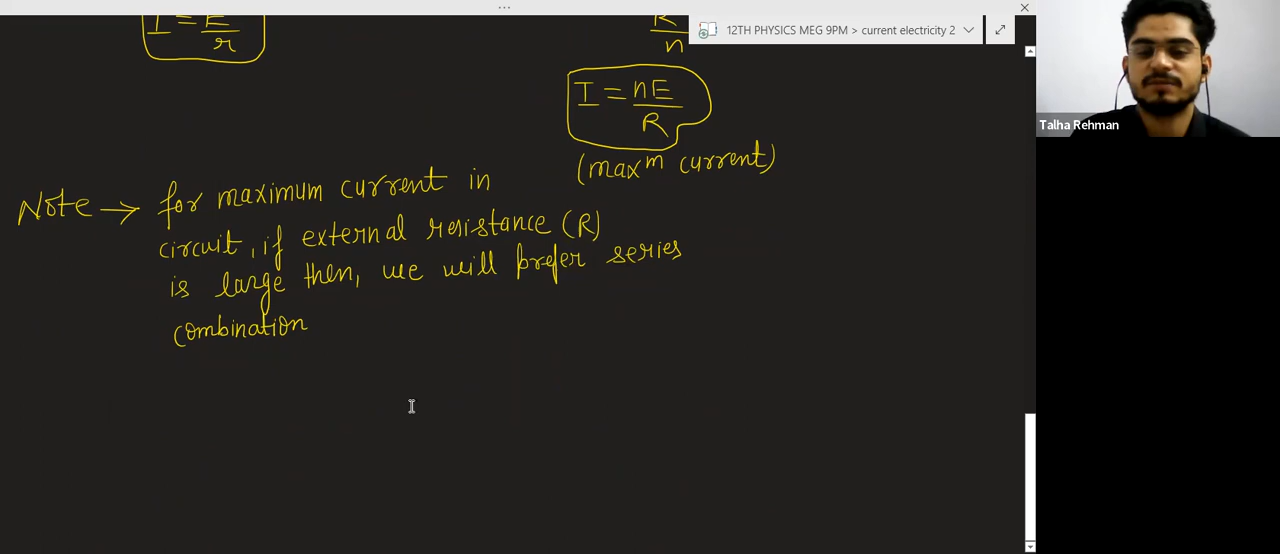 I = E/r
R/n
12TH PHYSICS MEG 9PM > current electricity 2
I = nE/R
(maxᵐ current)
Talha Rehman
Note → for maximum current in
circuit, if external resistance (R)
is large then, we will prefer series
combination